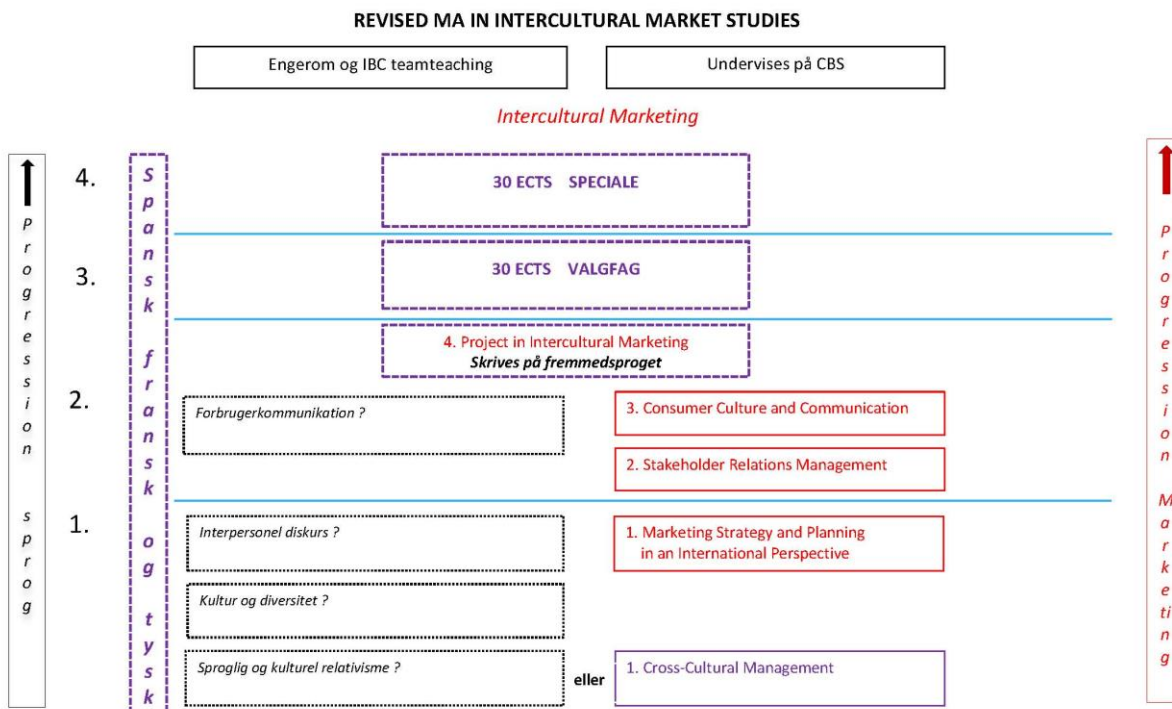 REVISED MA IN INTERCULTURAL MARKET STUDIES
Engerom og IBC teamteaching
Undervises på CBS
Intercultural Marketing
Progression sprog
Spansk fransk og tysk
Progression Marketing
4.
30 ECTS SPECIALE
3.
30 ECTS VALGFAG
4. Project in Intercultural Marketing
Skrives på fremmedsproget
2.
Forbrugerkommunikation ?
3. Consumer Culture and Communication
2. Stakeholder Relations Management
1.
Interpersonel diskurs ?
1. Marketing Strategy and Planning
in an International Perspective
Kultur og diversitet ?
Sproglig og kulturel relativisme ?
eller
1. Cross-Cultural Management